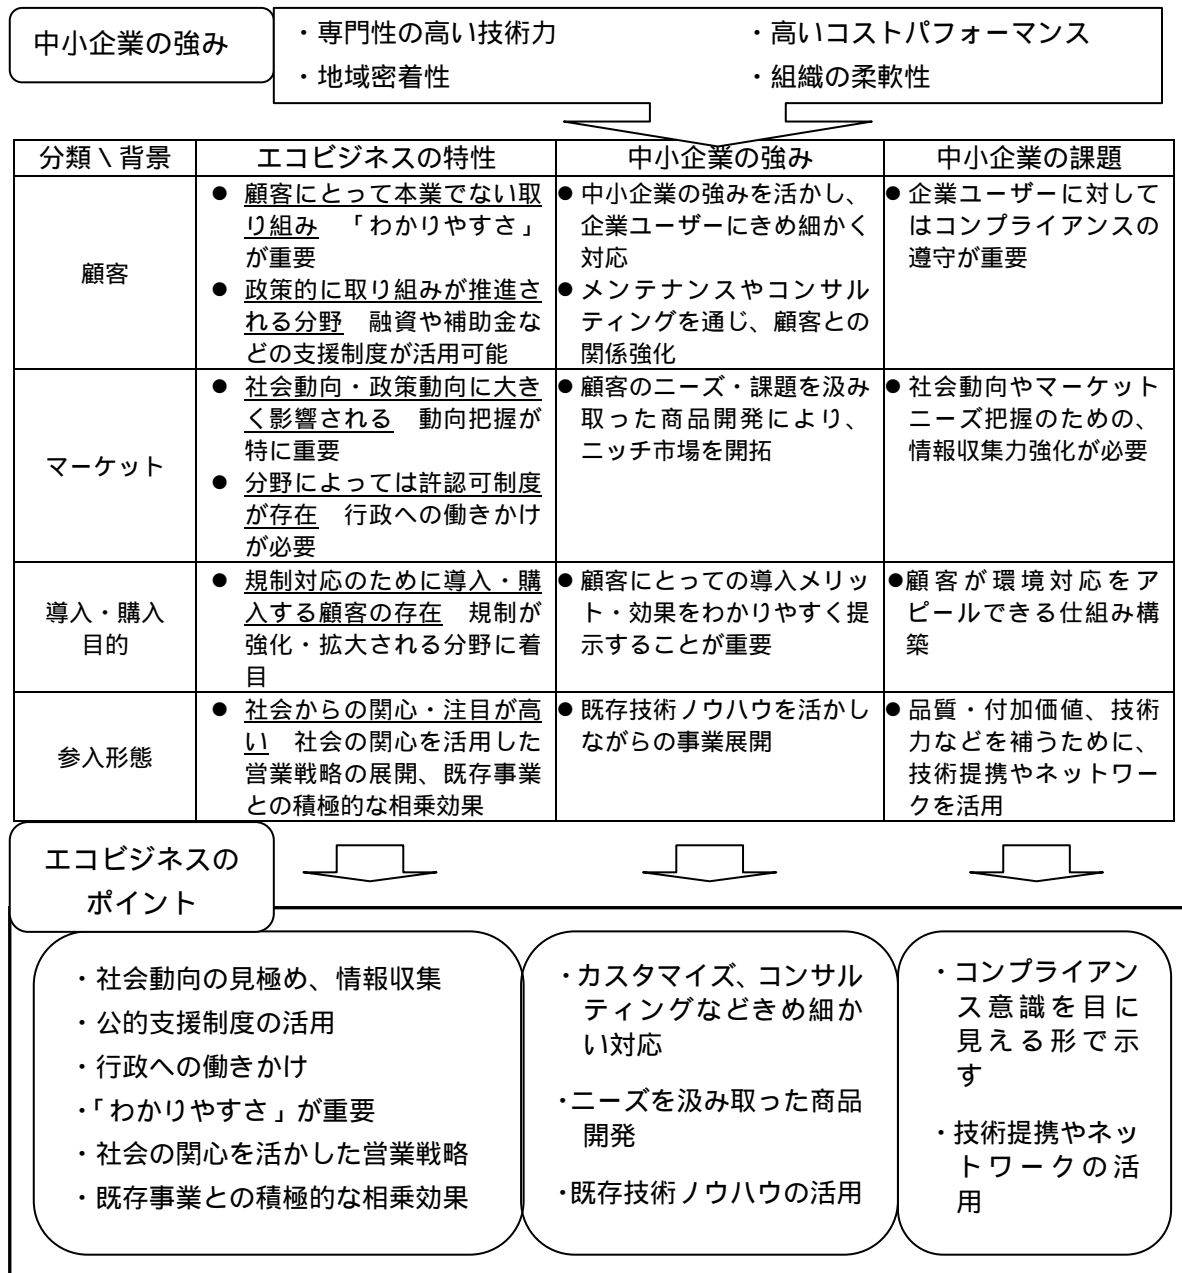 中小企業の強み
・専門性の高い技術力
・高いコストパフォーマンス
・地域密着性
・組織の柔軟性
分類 \ 背景
エコビジネスの特性
中小企業の強み
中小企業の課題
顧客
● 顧客にとって本業でない取
り組み 「わかりやすさ」
が重要
● 政策的に取り組みが推進さ
れる分野 融資や補助金な
どの支援制度が活用可能
● 中小企業の強みを活かし、
企業ユーザーにきめ細かく
対応
● メンテナンスやコンサル
ティングを通じ、顧客との
関係強化
● 企業ユーザーに対して
はコンプライアンスの
遵守が重要
マーケット
● 社会動向・政策動向に大き
く影響される 動向把握が
特に重要
● 分野によっては許認可制度
が存在 行政への働きかけ
が必要
● 顧客のニーズ・課題を汲み
取った商品開発により、
ニッチ市場を開拓
● 社会動向やマーケット
ニーズ把握のための、
情報収集力強化が必要
導入・購入
目的
● 規制対応のために導入・購
入する顧客の存在 規制が
強化・拡大される分野に着
目
● 顧客にとっての導入メリッ
ト・効果をわかりやすく提
示することが重要
●顧客が環境対応をア
ピールできる仕組み構
築
参入形態
● 社会からの関心・注目が高
い 社会の関心を活用した
営業戦略の展開、既存事業
との積極的な相乗効果
● 既存技術ノウハウを活かし
ながらの事業展開
● 品質・付加価値、技術
力などを補うために、
技術提携やネットワー
クを活用
エコビジネスの
ポイント
・社会動向の見極め、情報収集
・公的支援制度の活用
・行政への働きかけ
・「わかりやすさ」が重要
・社会の関心を活かした営業戦略
・既存事業との積極的な相乗効果
・カスタマイズ、コンサル
ティングなどきめ細か
い対応
・ニーズを汲み取った商品
開発
・既存技術ノウハウの活用
・コンプライアン
ス意識を目に
見える形で示
す
・技術提携やネッ
トワークの活
用